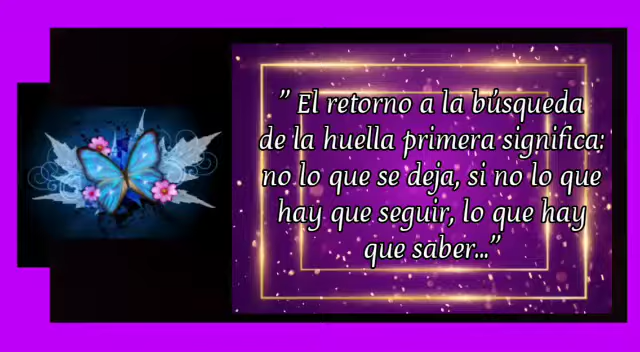 ” El retorno a la búsqueda
de la huella primera significa:
no lo que se deja, si no lo que
hay que seguir, lo que hay
que saber...”